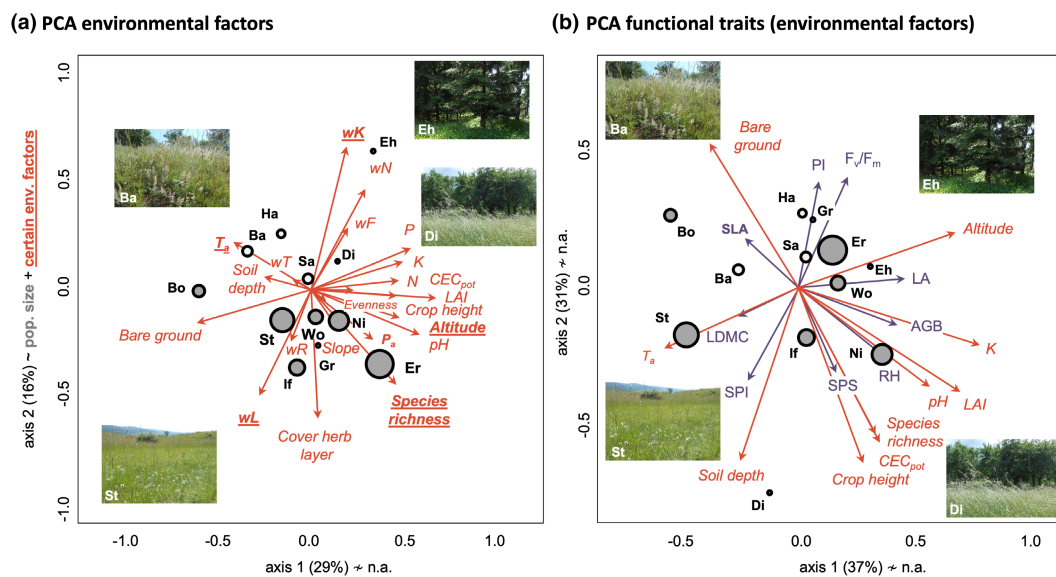 (a) PCA environmental factors
1.0
0.5
0.0
-0.5
-1.0
axis 2 (16%) ~ pop. size + certain env. factors
Ba
Eh
Di
St
wK
Eh
wN
wF
P
K
N
CECpot
LAI
Evenness
Crop height
Altitude
pH
Ha
Ba
Ta
wT
Sa
Di
Soil
depth
Bo
Bare ground
St
Wo
Ni
wR
Slope
Pa
Gr
Er
If
wL
Species
richness
Cover herb
layer
-1.0 -0.5 0.0 0.5 1.0
axis 1 (29%) ≁ n.a.
(b) PCA functional traits (environmental factors)
0.5
0.0
-0.5
axis 2 (31%) ≁ n.a.
Ba
Eh
St
Di
Bare
ground
PI
Fv/Fm
Ha
Gr
Altitude
Bo
SLA
Sa
Er
Eh
Ba
Wo
LA
St
LDMC
AGB
Ta
If
Ni
K
SPI
SPS
RH
pH
LAI
Species
richness
CECpot
Crop height
Soil depth
Di
-0.5 0.0 0.5 1.0
axis 1 (37%) ≁ n.a.